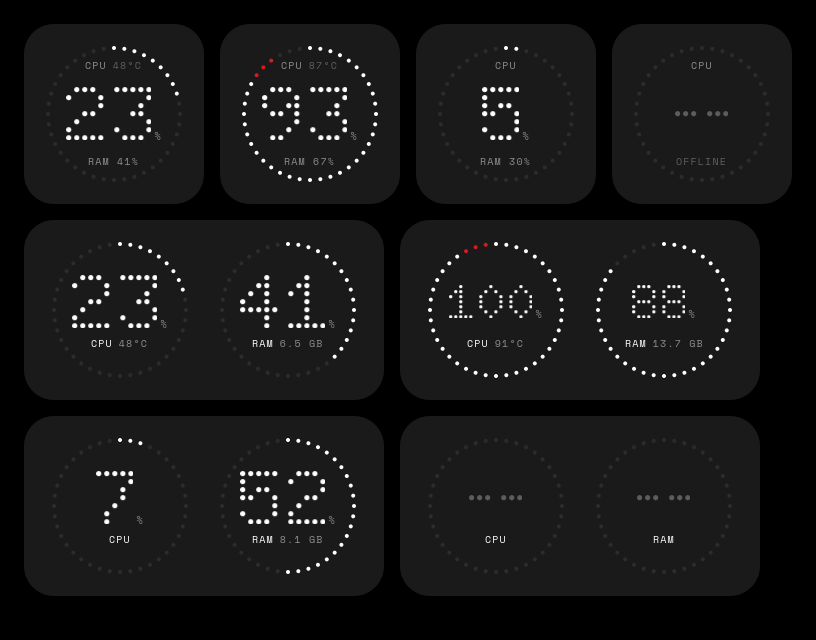 CPU 48°C
23%
RAM 41%
CPU 87°C
93%
RAM 67%
CPU
5%
RAM 30%
CPU
-- --
OFFLINE
23%
CPU 48°C
41%
RAM 6.5 GB
100%
CPU 91°C
88%
RAM 13.7 GB
7%
CPU
52%
RAM 8.1 GB
-- --
CPU
-- --
RAM